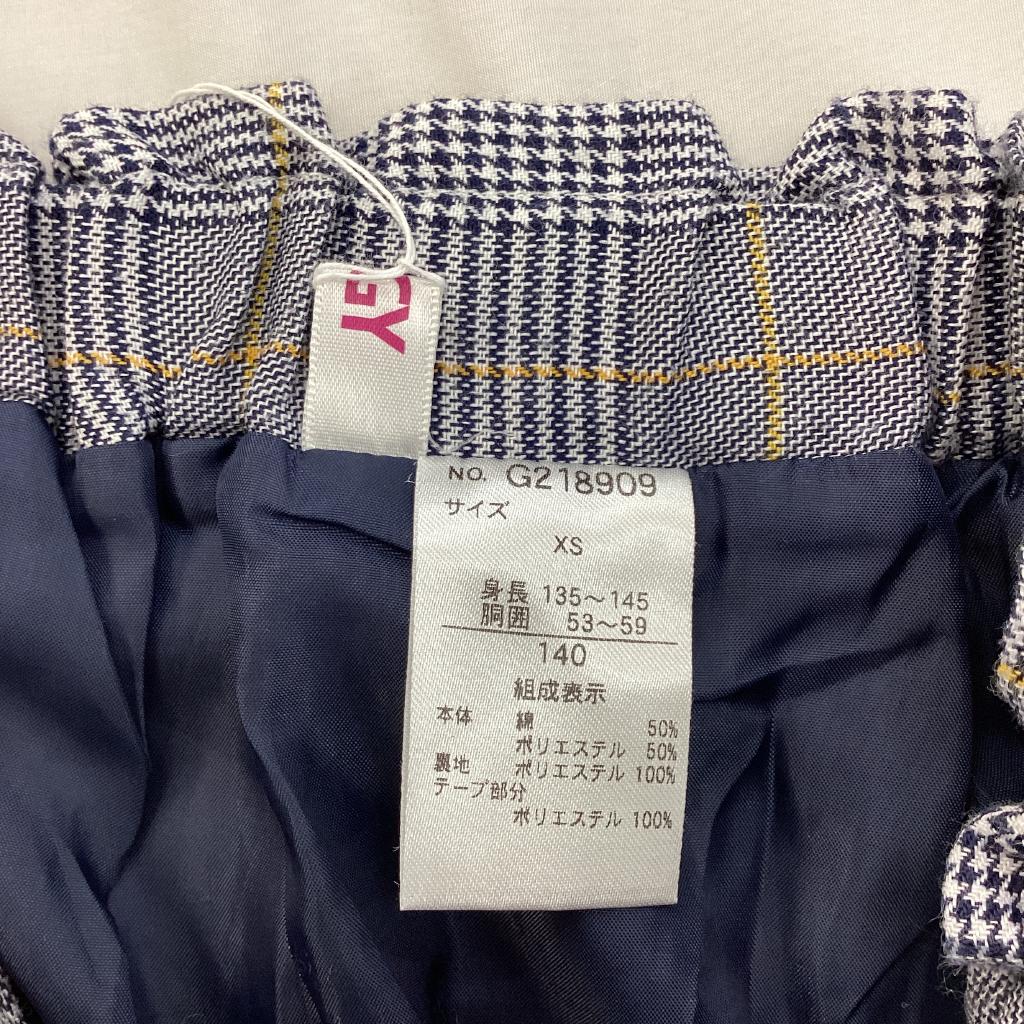 GY
NO. G218909
サイズ
XS
身長 135～145
胴囲 53～59
140
組成表示
本体 綿 50%
ポリエステル 50%
裏地 ポリエステル 100%
テープ部分
ポリエステル 100%